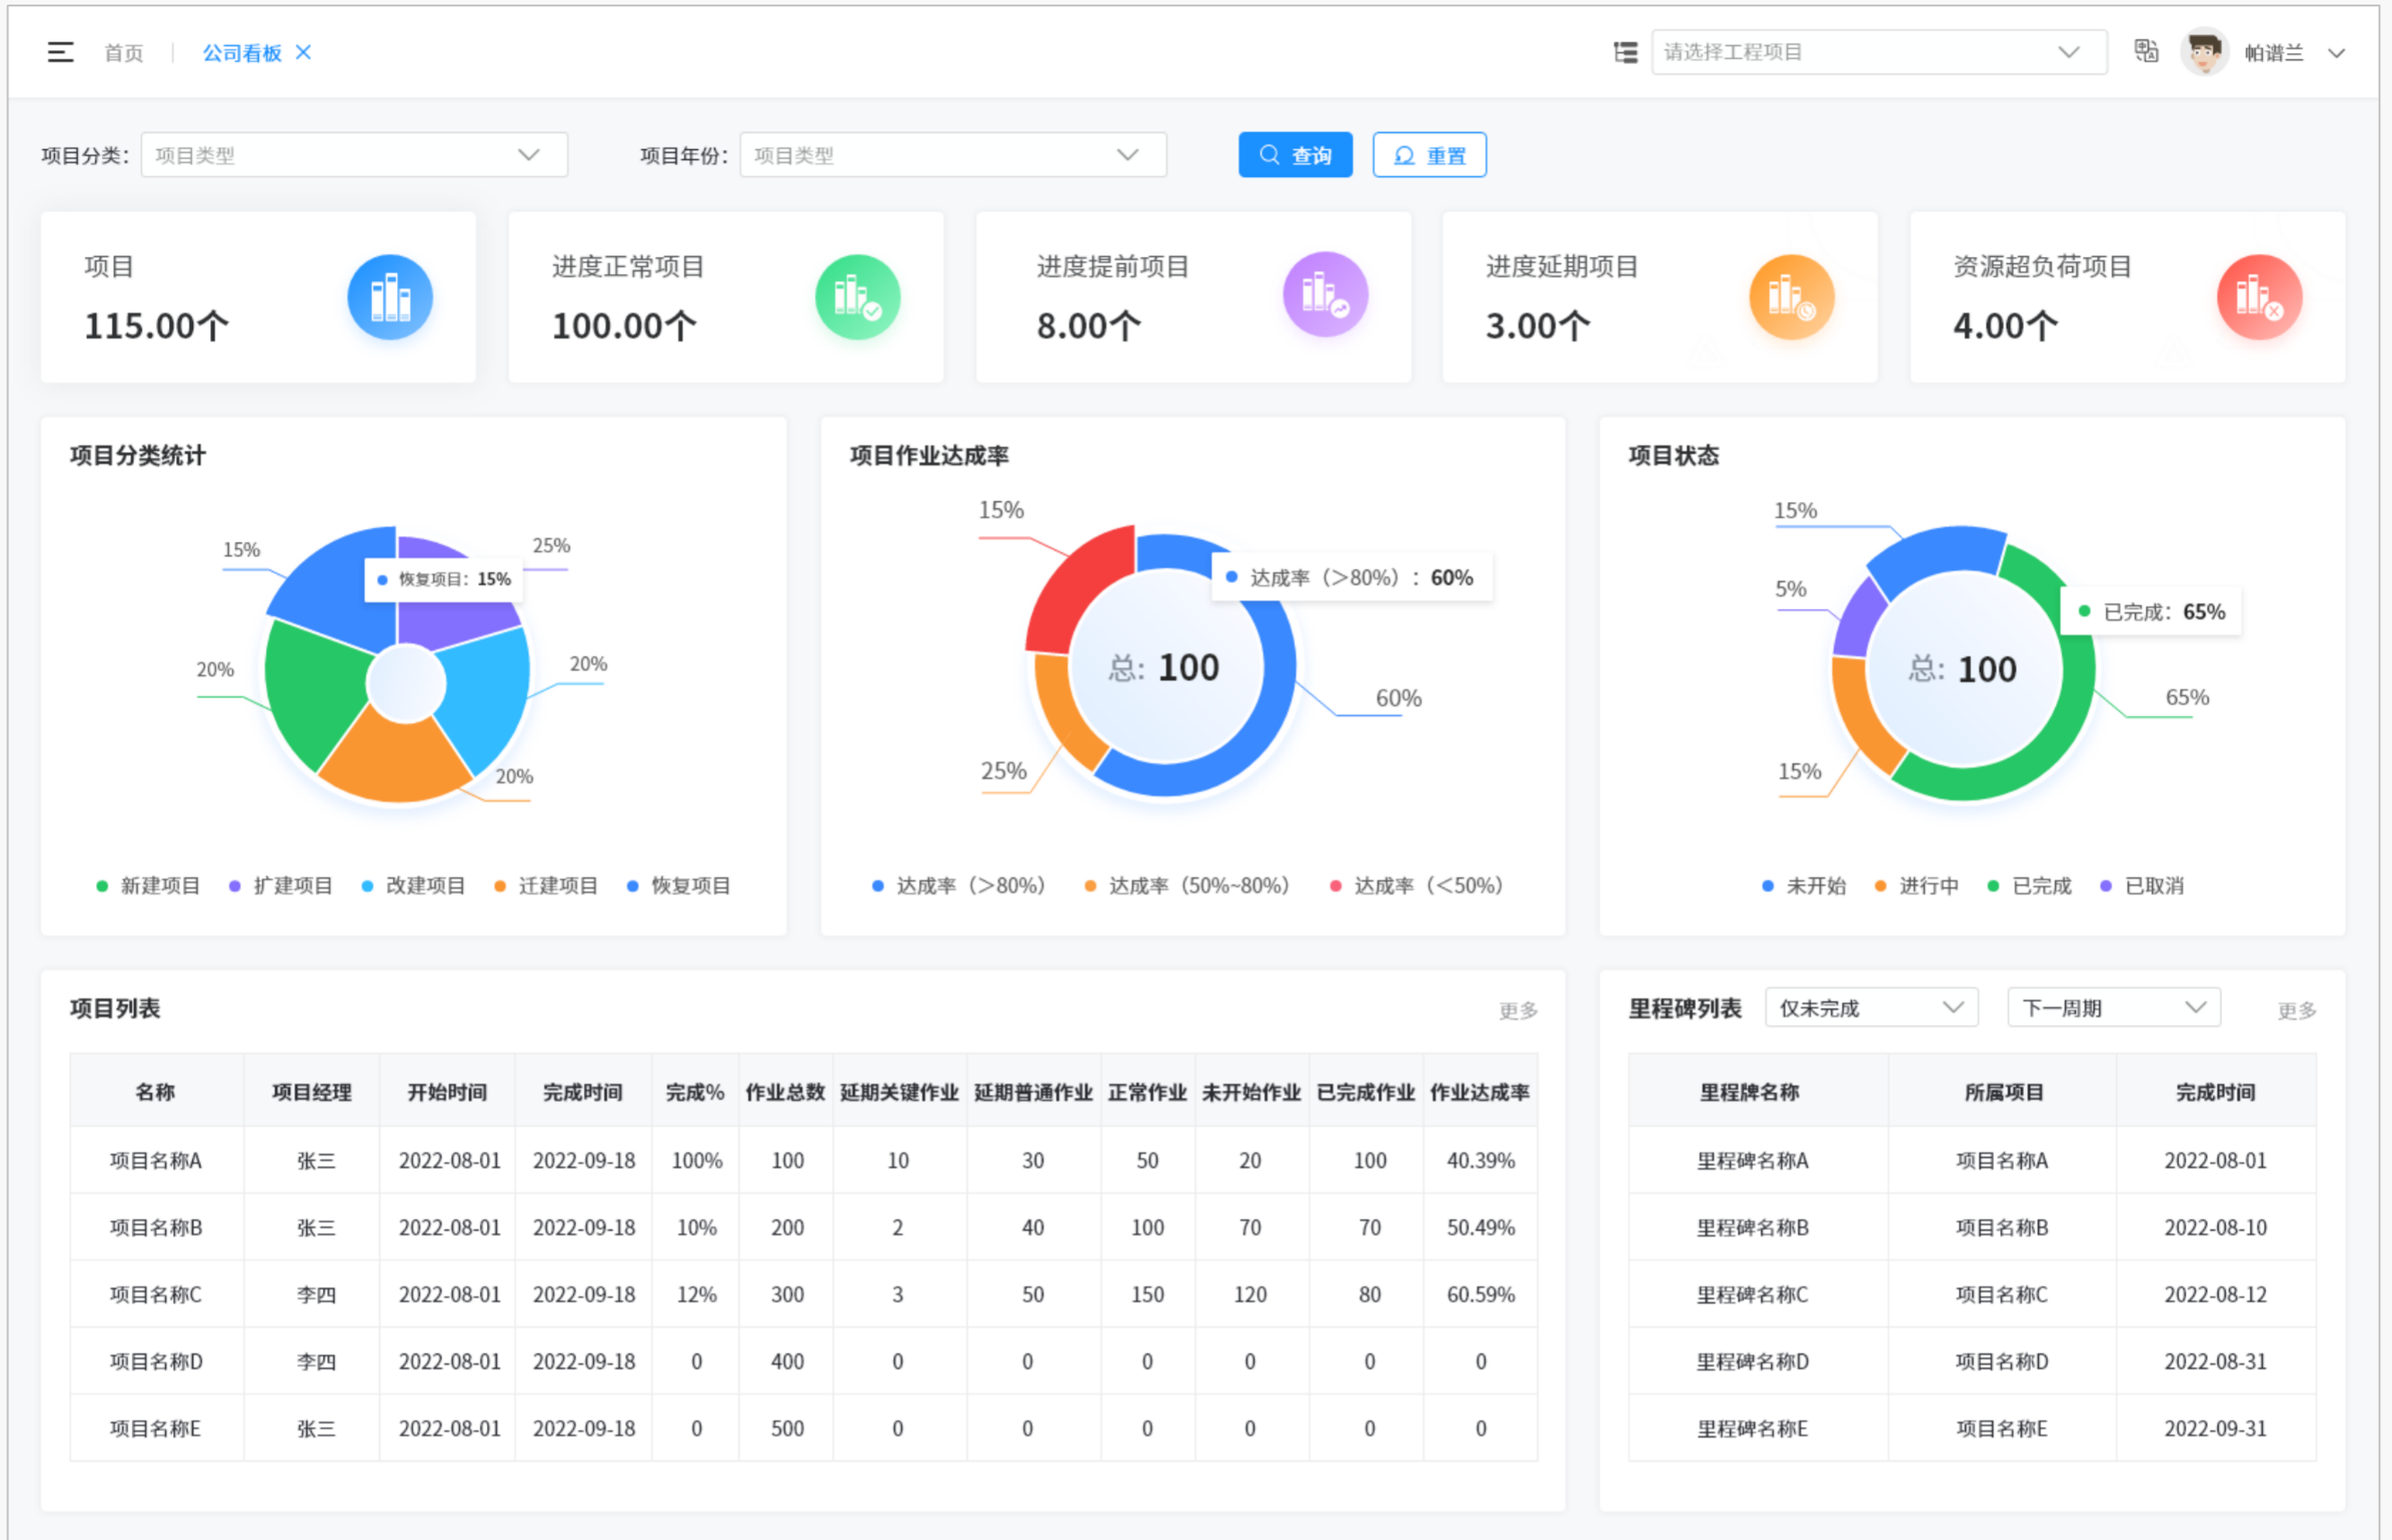 首页 | 公司看板 请选择工程项目 帕谱兰
项目分类： 项目类型 项目年份： 项目类型 查询 重置
项目
115.00个
进度正常项目
100.00个
进度提前项目
8.00个
进度延期项目
3.00个
资源超负荷项目
4.00个
项目分类统计
15%
25%
恢复项目：15%
20%
20%
20%
新建项目 扩建项目 改建项目 迁建项目 恢复项目
项目作业达成率
15%
达成率（＞80%）：60%
总: 100
60%
25%
达成率（＞80%） 达成率（50%~80%） 达成率（＜50%）
项目状态
15%
5%
已完成：65%
总: 100
65%
15%
未开始 进行中 已完成 已取消
项目列表 更多
名称 项目经理 开始时间 完成时间 完成% 作业总数 延期关键作业 延期普通作业 正常作业 未开始作业 已完成作业 作业达成率
项目名称A 张三 2022-08-01 2022-09-18 100% 100 10 30 50 20 100 40.39%
项目名称B 张三 2022-08-01 2022-09-18 10% 200 2 40 100 70 70 50.49%
项目名称C 李四 2022-08-01 2022-09-18 12% 300 3 50 150 120 80 60.59%
项目名称D 李四 2022-08-01 2022-09-18 0 400 0 0 0 0 0 0
项目名称E 张三 2022-08-01 2022-09-18 0 500 0 0 0 0 0 0
里程碑列表 仅未完成 下一周期 更多
里程牌名称 所属项目 完成时间
里程碑名称A 项目名称A 2022-08-01
里程碑名称B 项目名称B 2022-08-10
里程碑名称C 项目名称C 2022-08-12
里程碑名称D 项目名称D 2022-08-31
里程碑名称E 项目名称E 2022-09-31